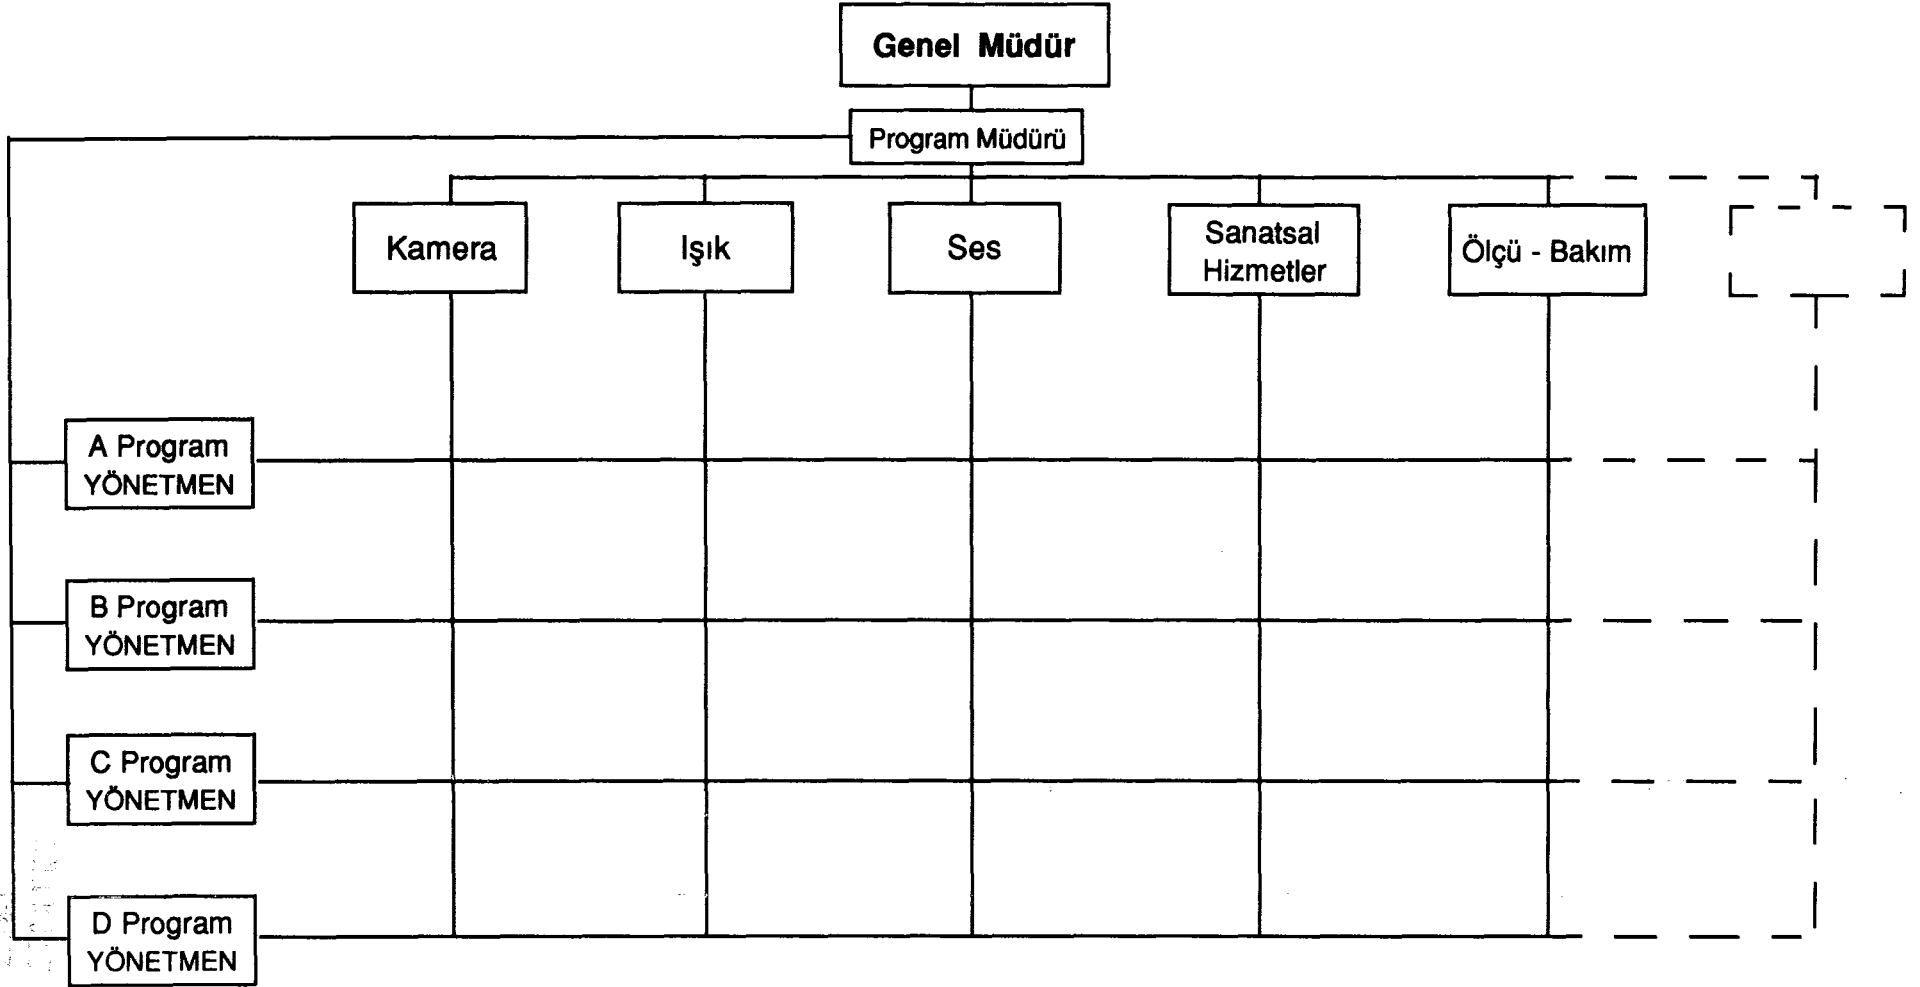 Genel Müdür
Program Müdürü
Kamera
Işık
Ses
Sanatsal
Hizmetler
Ölçü - Bakım
A Program
YÖNETMEN
B Program
YÖNETMEN
C Program
YÖNETMEN
D Program
YÖNETMEN